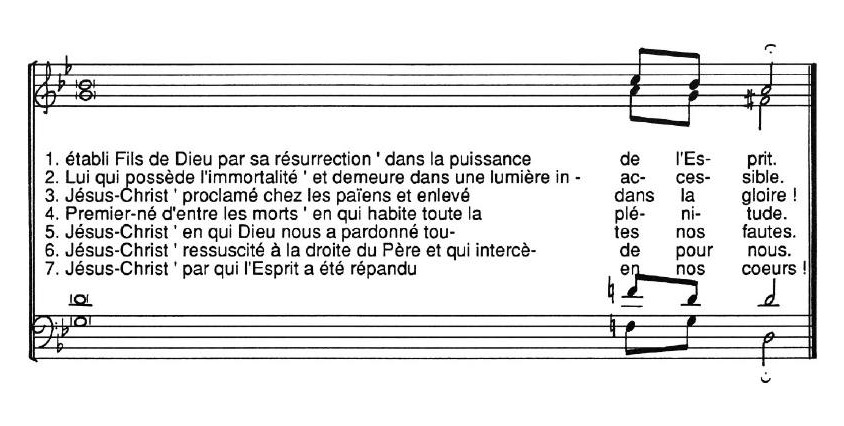 1. établi Fils de Dieu par sa résurrection ' dans la puissance de l'Es- prit.
2. Lui qui possède l'immortalité ' et demeure dans une lumière in - ac- ces- sible.
3. Jésus-Christ ' proclamé chez les païens et enlevé dans la gloire !
4. Premier-né d'entre les morts ' en qui habite toute la plé- ni- tude.
5. Jésus-Christ ' en qui Dieu nous a pardonné tou- tes nos fautes.
6. Jésus-Christ ' ressuscité à la droite du Père et qui intercè- de pour nous.
7. Jésus-Christ ' par qui l'Esprit a été répandu en nos coeurs !